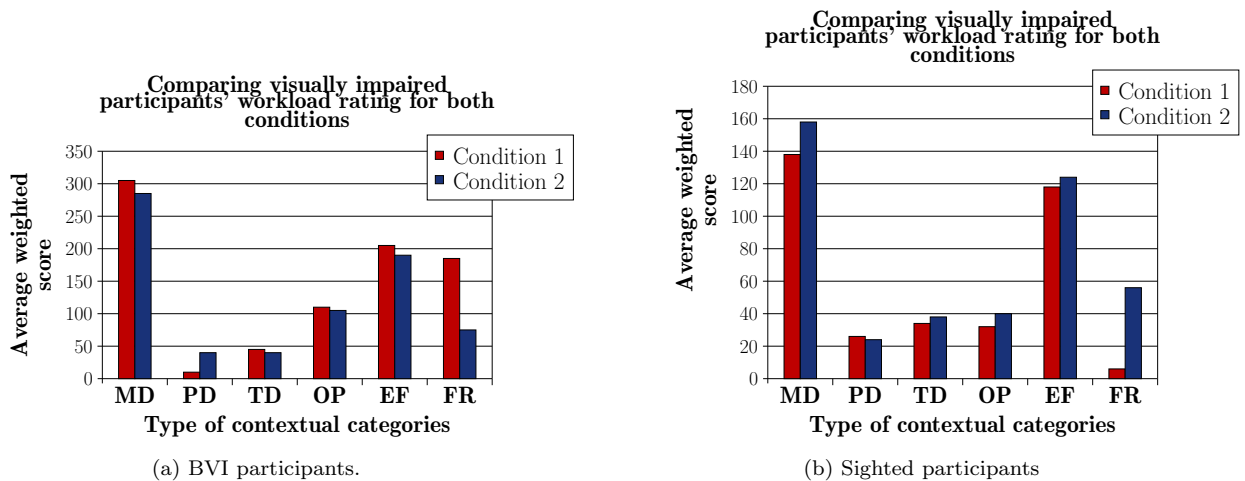 Comparing visually impaired
participants' workload rating for both
conditions
Condition 1
Condition 2
350
300
250
200
150
100
50
0
Average weighted
score
MD PD TD OP EF FR
Type of contextual categories
(a) BVI participants.
Comparing visually impaired
participants' workload rating for both
conditions
Condition 1
Condition 2
180
160
140
120
100
80
60
40
20
0
Average weighted
score
MD PD TD OP EF FR
Type of contextual categories
(b) Sighted participants